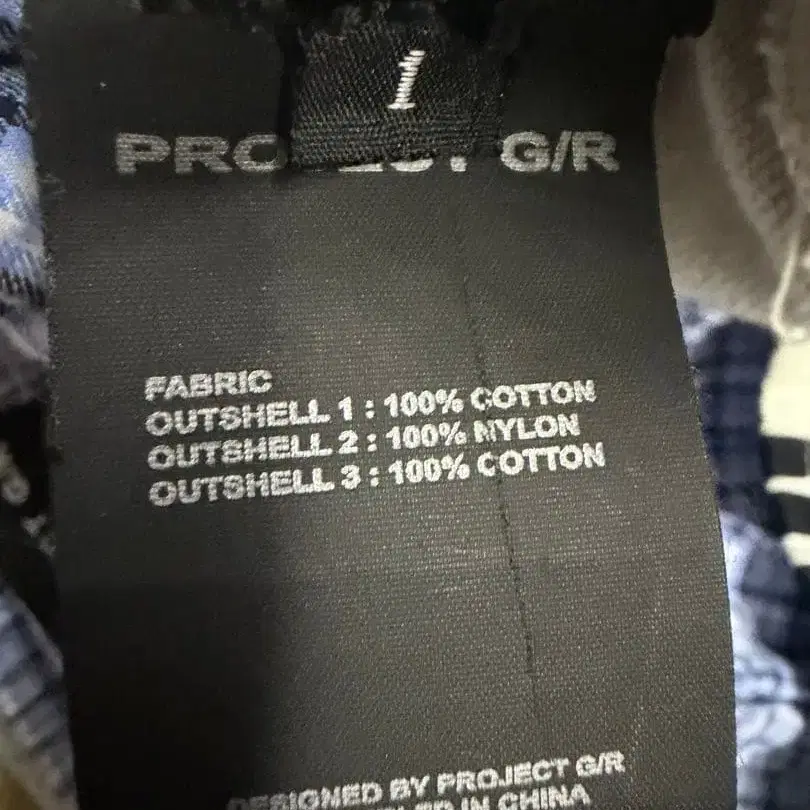 1
G/R
FABRIC
OUTSHELL 1 : 100% COTTON
OUTSHELL 2 : 100% NYLON
OUTSHELL 3 : 100% COTTON
DESIGNED BY PROJECT G/R
IN CHINA